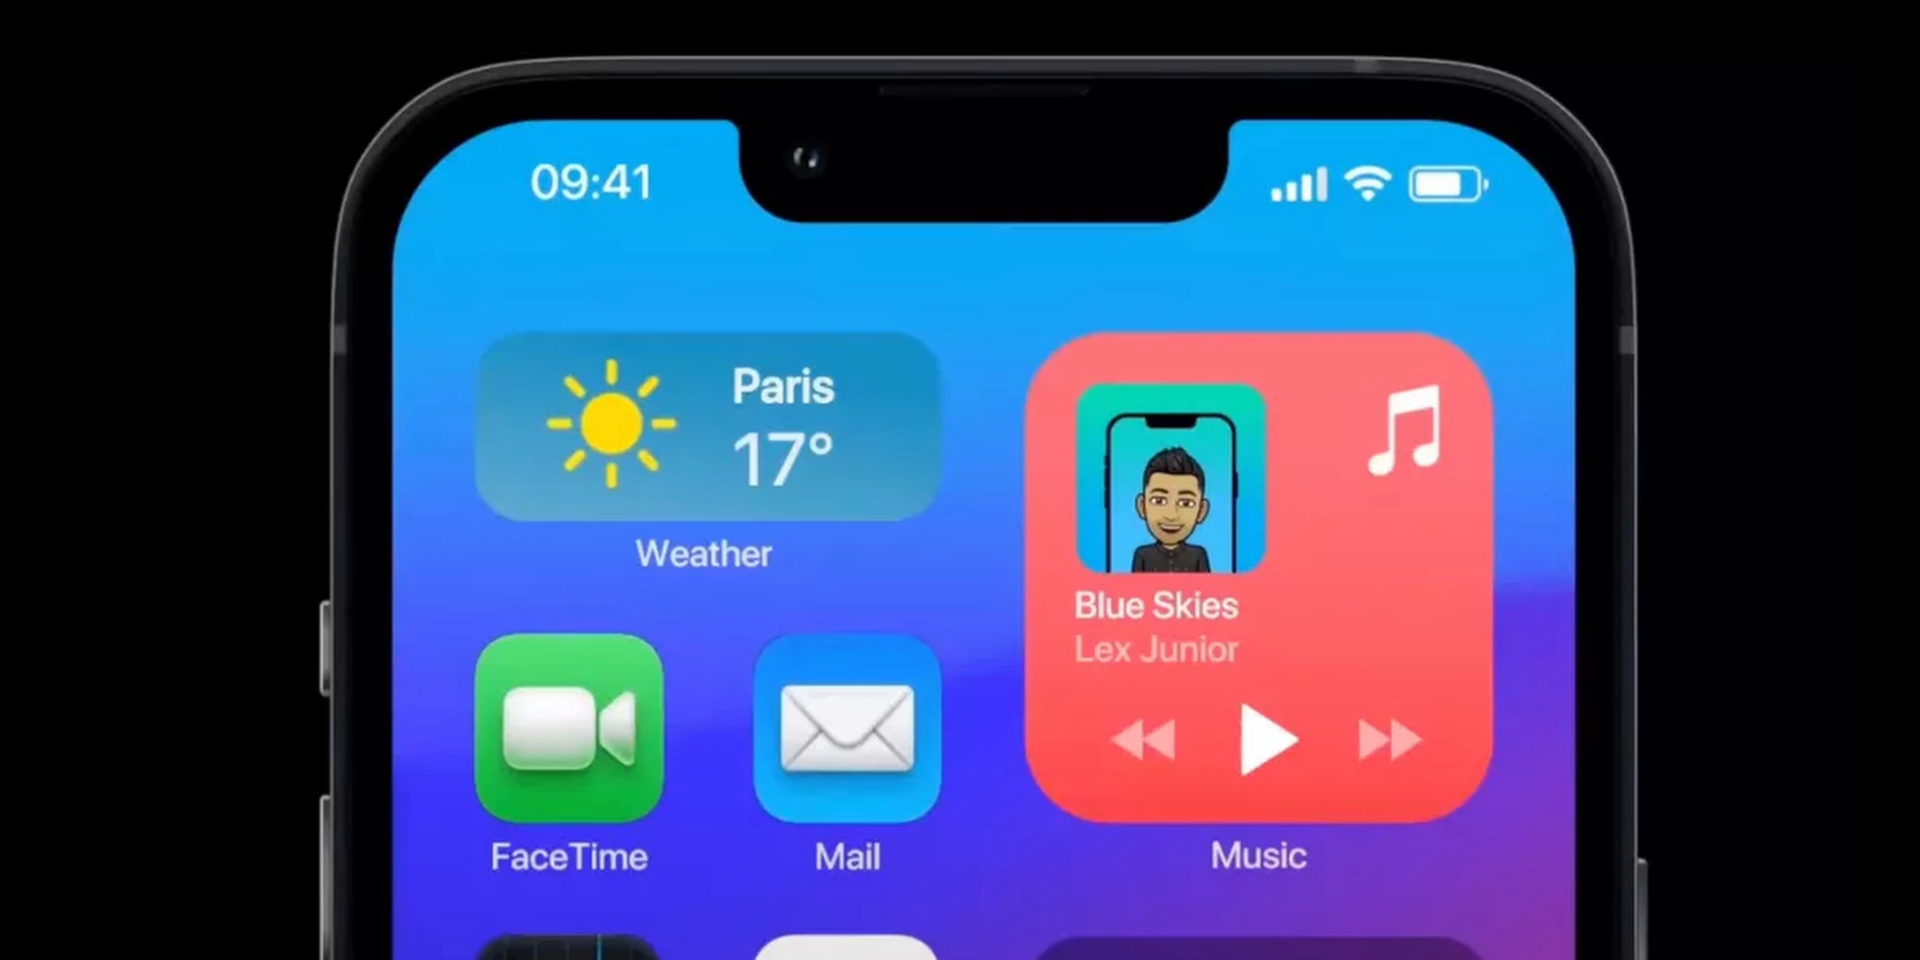 09:41
Paris
17°
Weather
Blue Skies
Lex Junior
FaceTime
Mail
Music